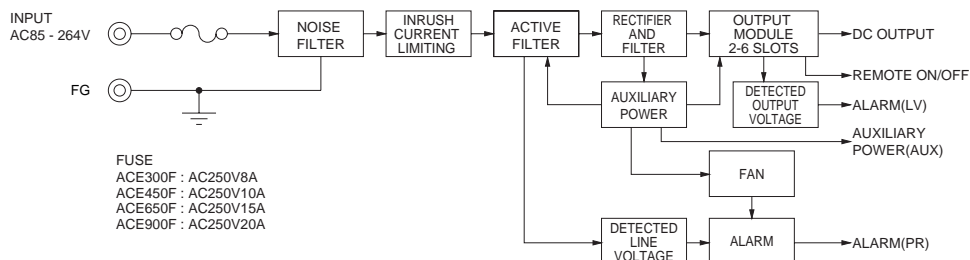 INPUT
AC85 - 264V
FG
NOISE
FILTER
INRUSH
CURRENT
LIMITING
ACTIVE
FILTER
RECTIFIER
AND
FILTER
OUTPUT
MODULE
2-6 SLOTS
DC OUTPUT
REMOTE ON/OFF
AUXILIARY
POWER
DETECTED
OUTPUT
VOLTAGE
ALARM(LV)
AUXILIARY
POWER(AUX)
FUSE
ACE300F : AC250V8A
ACE450F : AC250V10A
ACE650F : AC250V15A
ACE900F : AC250V20A
FAN
DETECTED
LINE
VOLTAGE
ALARM
ALARM(PR)